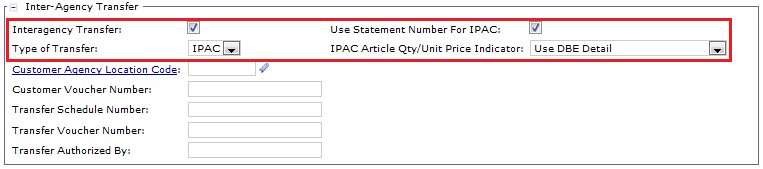 Inter-Agency Transfer
Interagency Transfer: Use Statement Number For IPAC:
Type of Transfer: IPAC IPAC Article Qty/Unit Price Indicator: Use DBE Detail
Customer Agency Location Code:
Customer Voucher Number:
Transfer Schedule Number:
Transfer Voucher Number:
Transfer Authorized By: